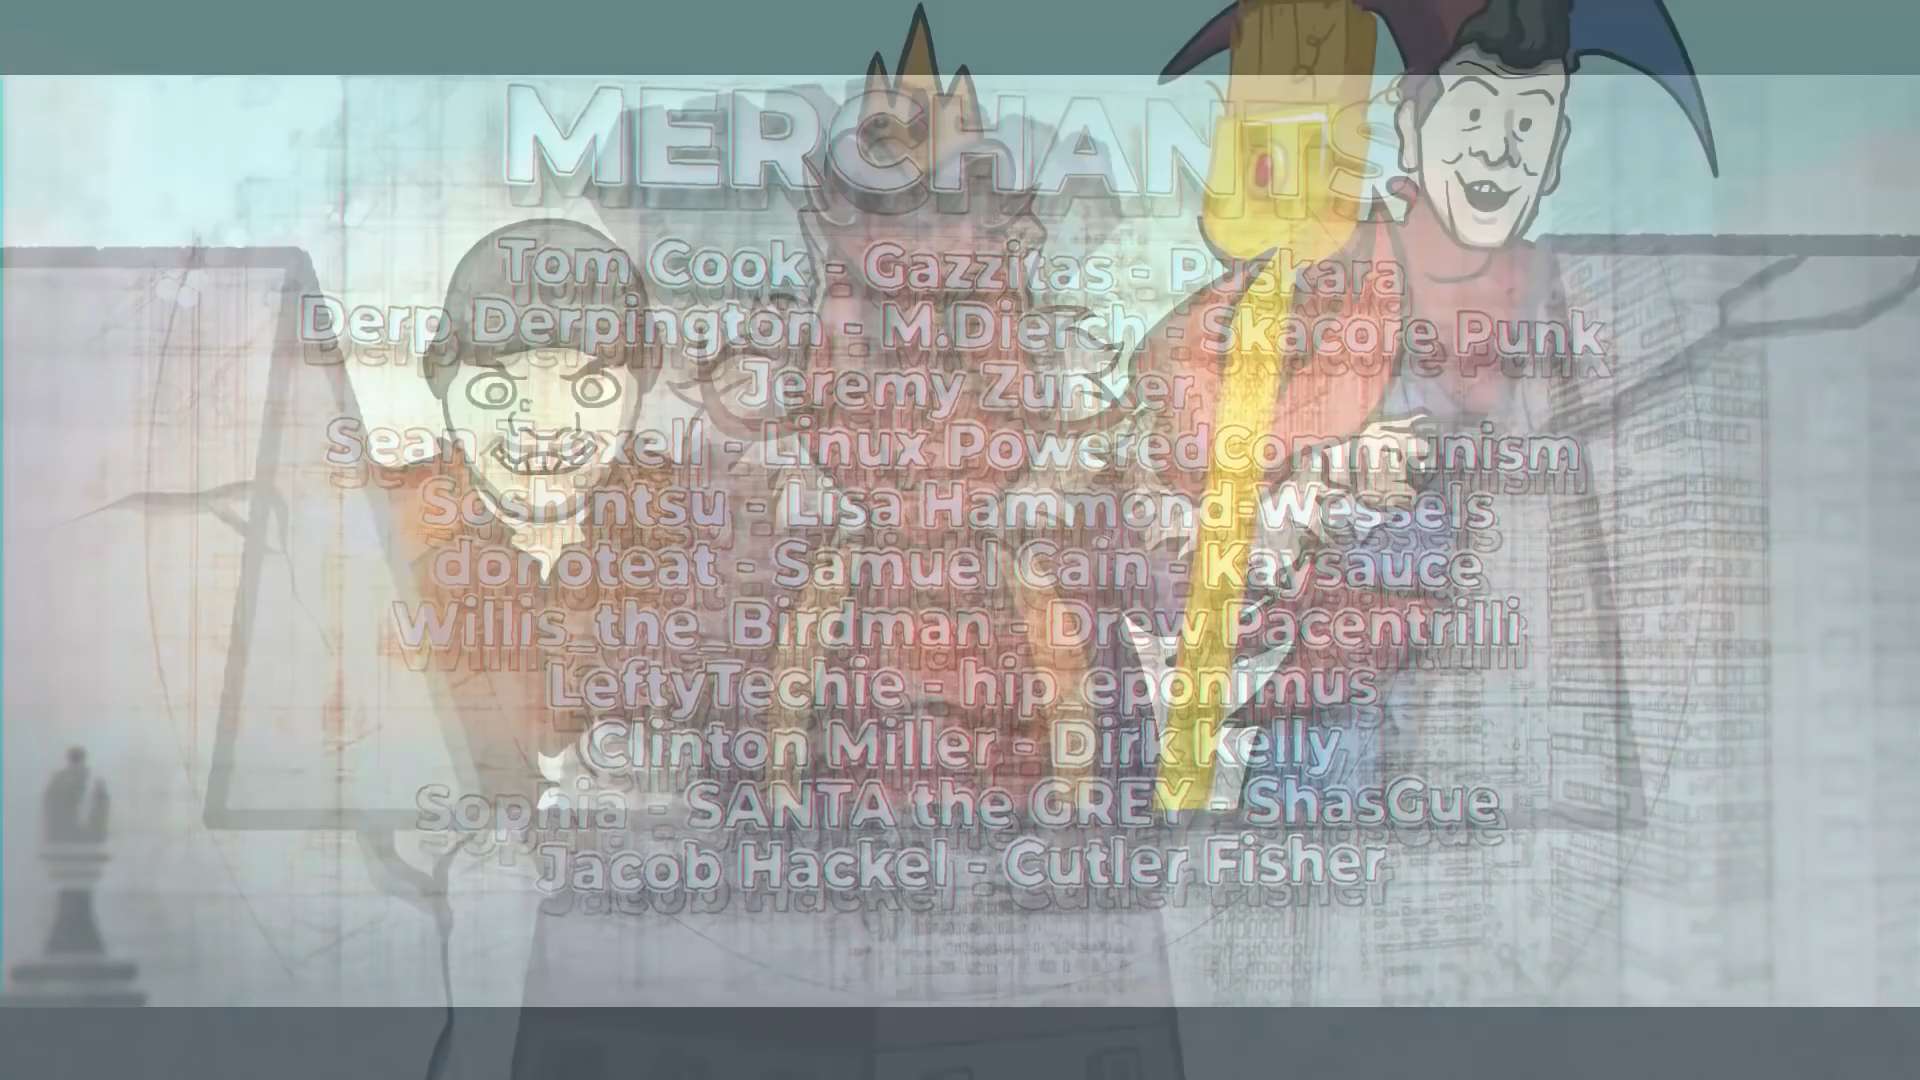 MERCHANTS
Tom Cook - Gazzitas - Puskara
Derp Derpington - M.Dierch - Skacore Punk
Jeremy Zunker
Sean Troxell - Linux Powered Communism
Soshintsu - Lisa Hammond-Wessels
donoteat - Samuel Cain - Kaysauce
Willis_the_Birdman - Drew Pacentrilli
LeftyTechie - hip_eponimus
Clinton Miller - Dirk Kelly
Sophia - SANTA the GREY - ShasGue
Jacob Hackel - Cutler Fisher